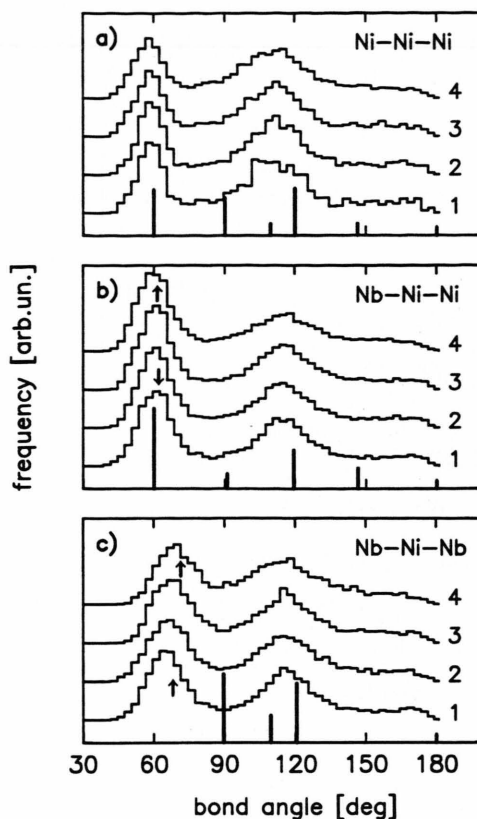 a)
Ni–Ni–Ni
4
3
2
1
b)
Nb–Ni–Ni
4
3
2
1
c)
Nb–Ni–Nb
4
3
2
1
frequency [arb.un.]
30 60 90 120 150 180
bond angle [deg]